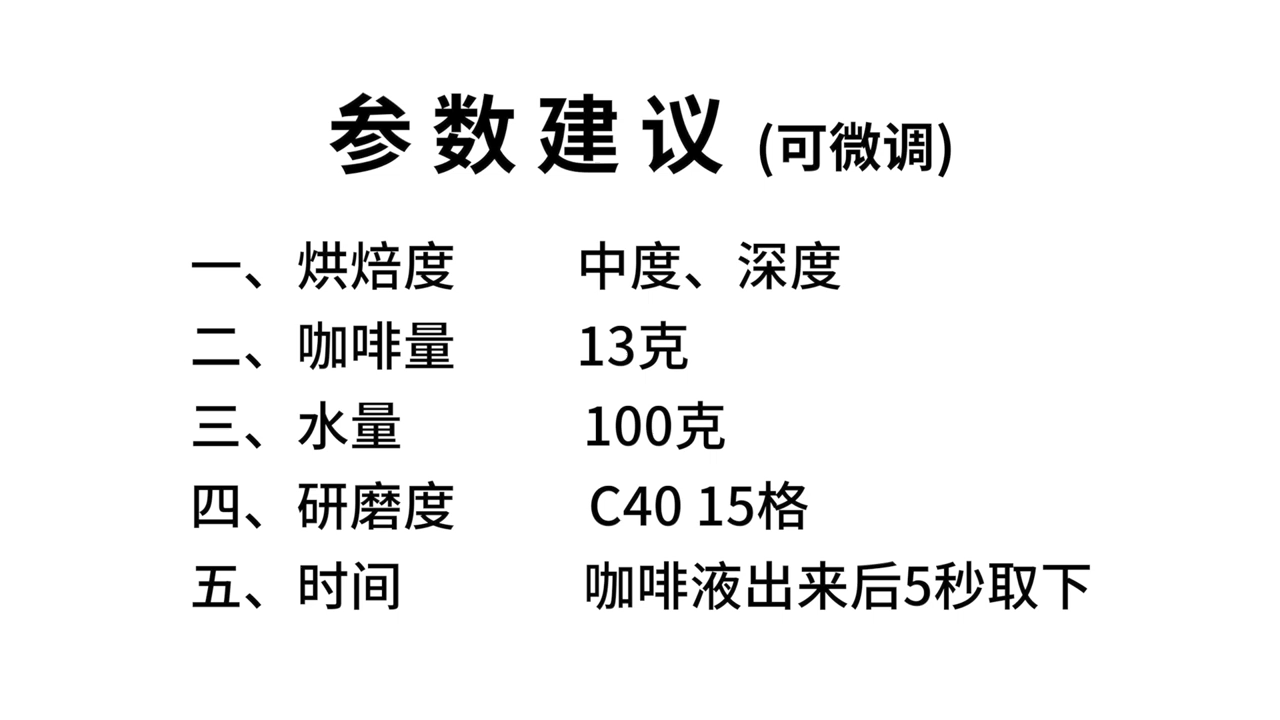 参数建议 (可微调)
一、烘焙度 中度、深度
二、咖啡量 13克
三、水量 100克
四、研磨度 C40 15格
五、时间 咖啡液出来后5秒取下